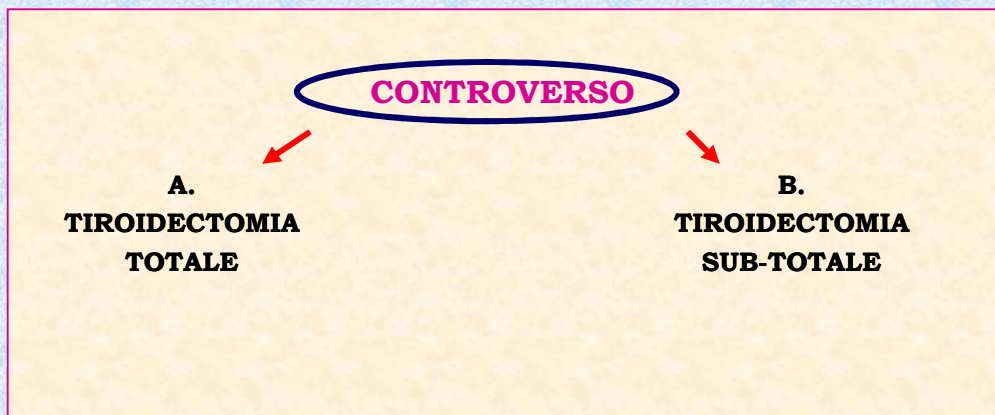 CONTROVERSO
A.
TIROIDECTOMIA
TOTALE
B.
TIROIDECTOMIA
SUB-TOTALE